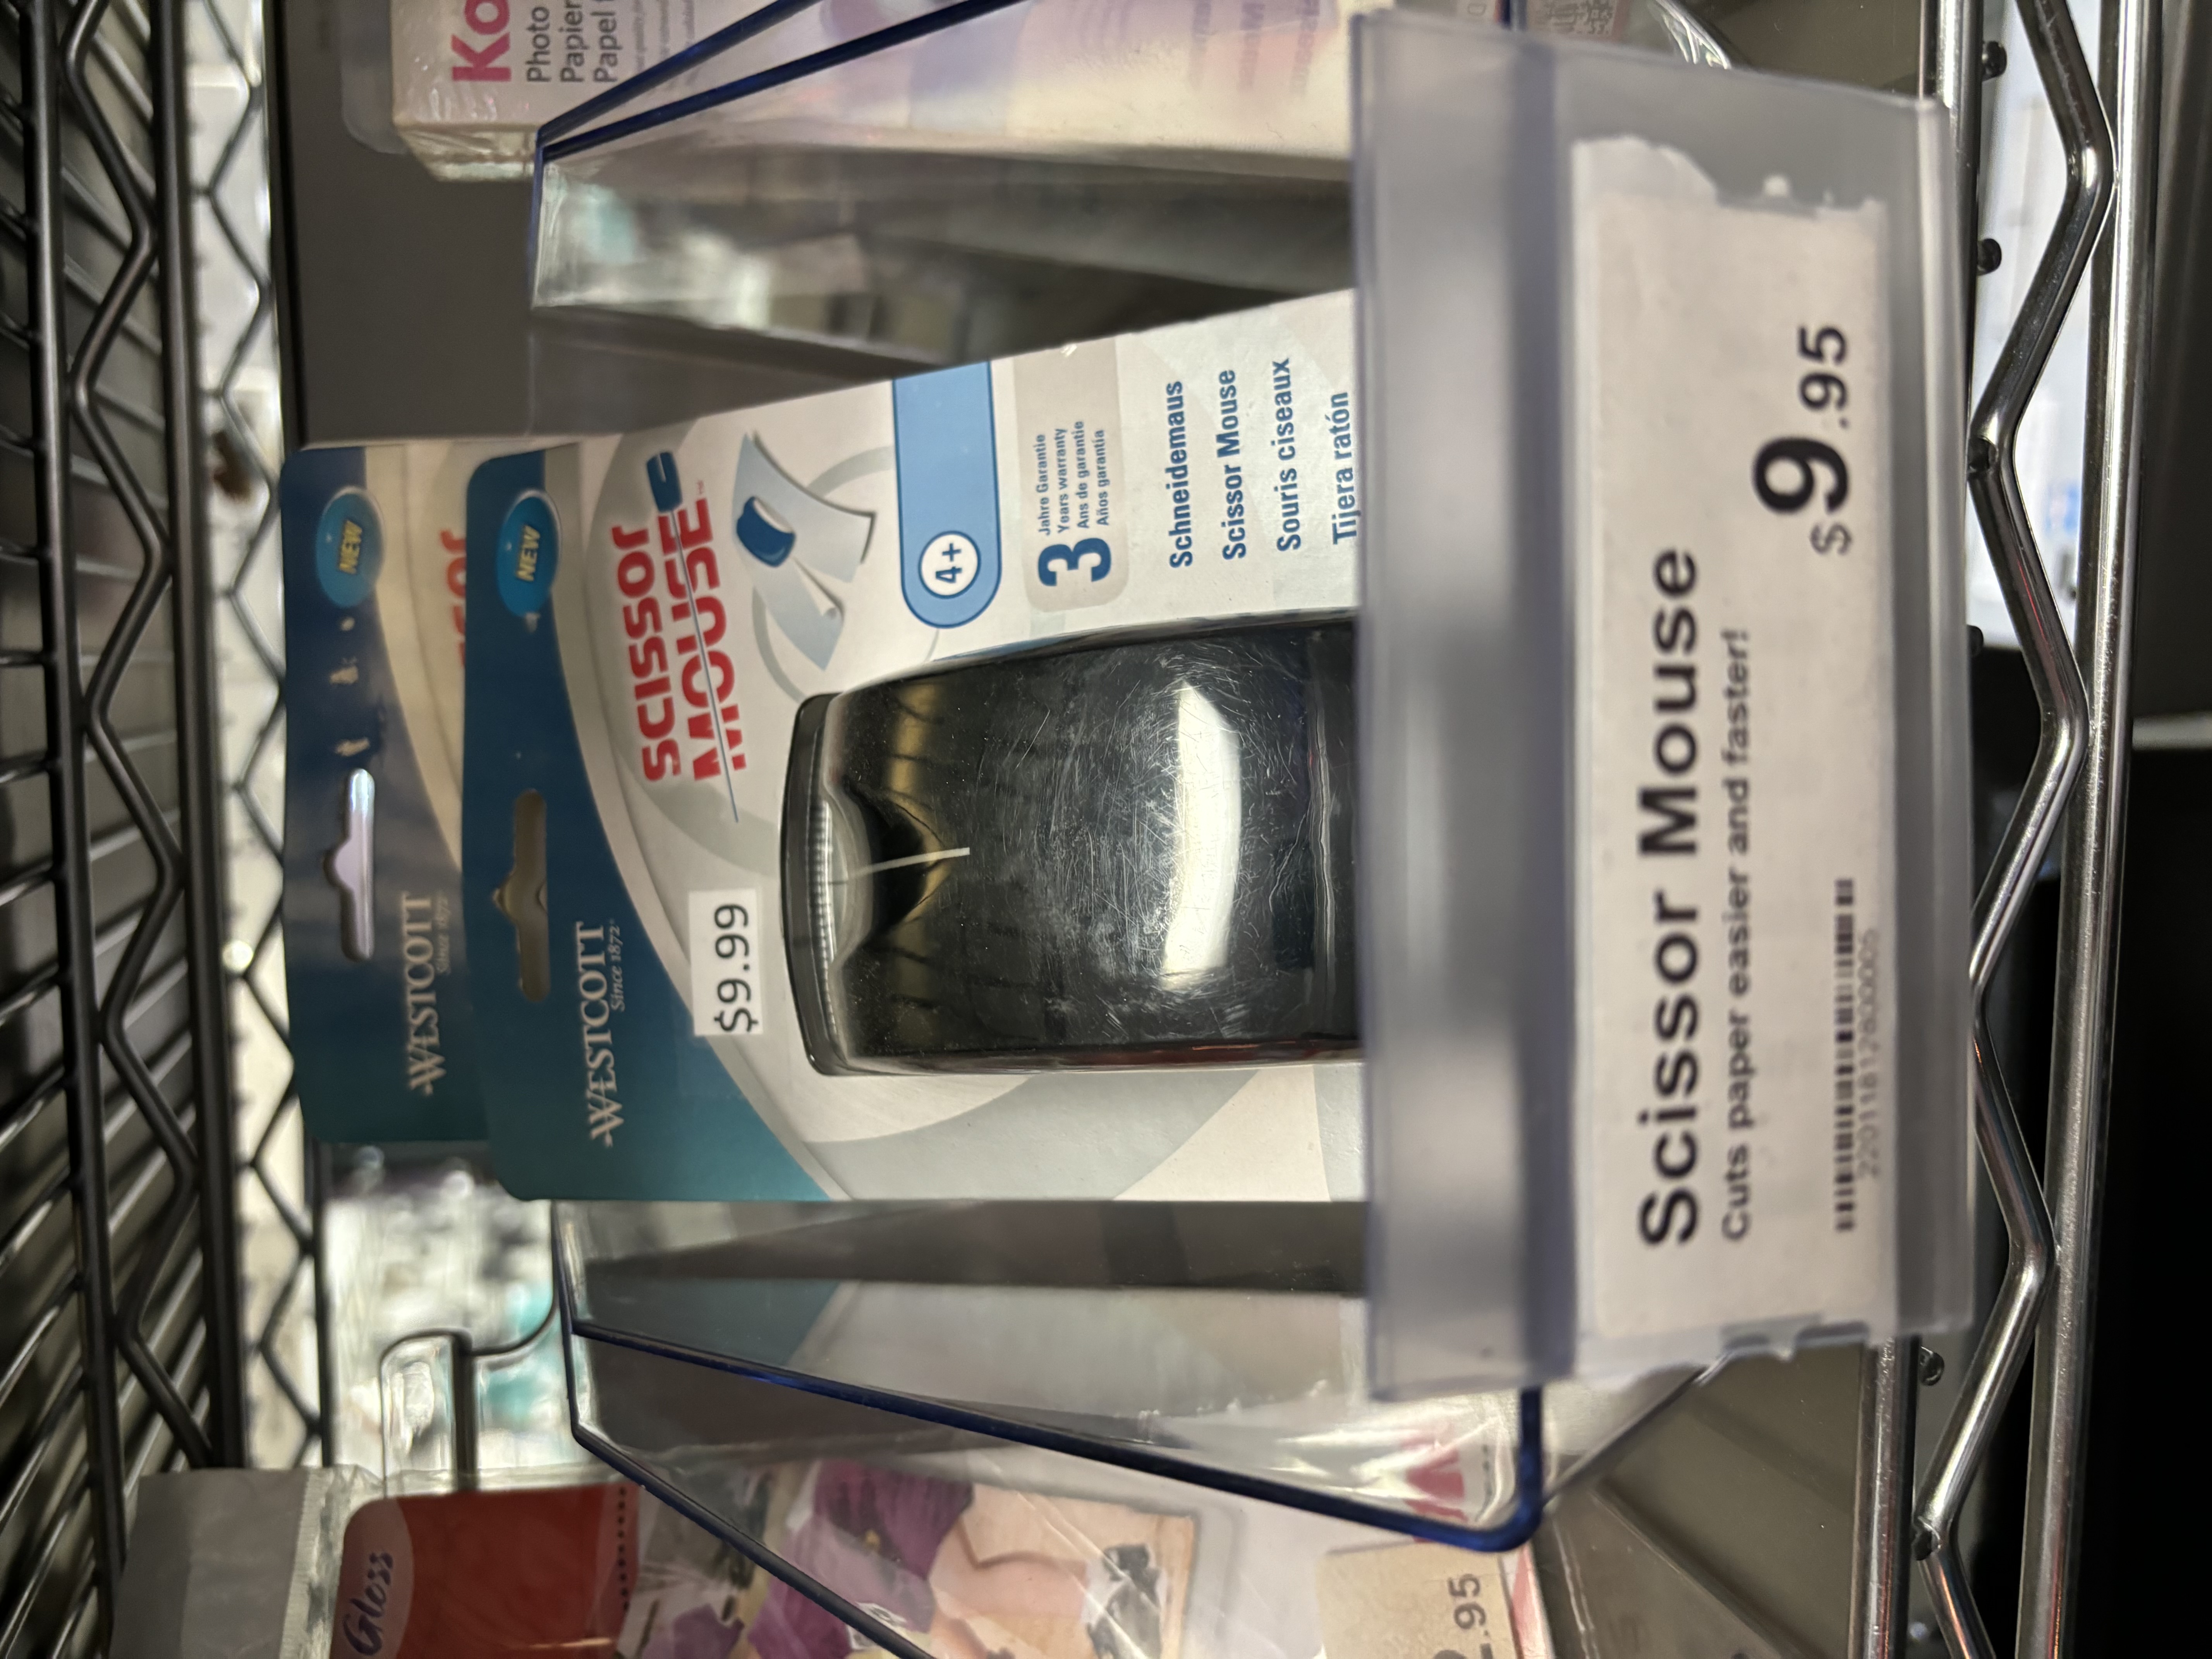 Ko
Photo
Papier
Papel
NEW
WESTCOTT
Since 1872
NEW
WESTCOTT
Since 1872
$9.99
SCISSOR
MOUSE™
4+
3
Jahre Garantie
Years warranty
Ans de garantie
Años garantía
Schneidemaus
Scissor Mouse
Souris ciseaux
Tijera ratón
Scissor Mouse
Cuts paper easier and faster!
$9.95
Gloss
.95